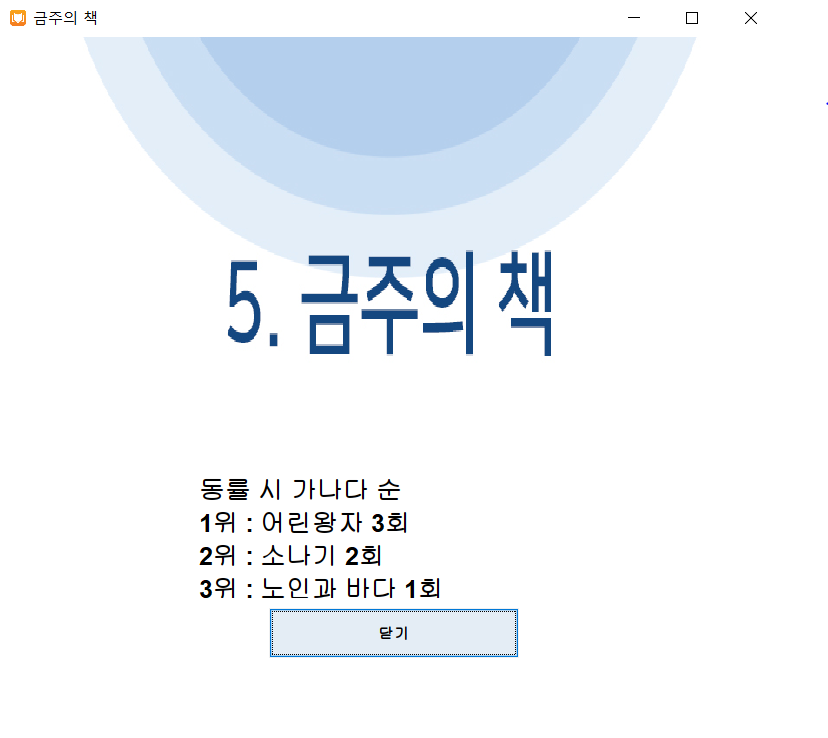 금주의 책
5. 금주의 책
동률 시 가나다 순
1위 : 어린왕자 3회
2위 : 소나기 2회
3위 : 노인과 바다 1회
닫기